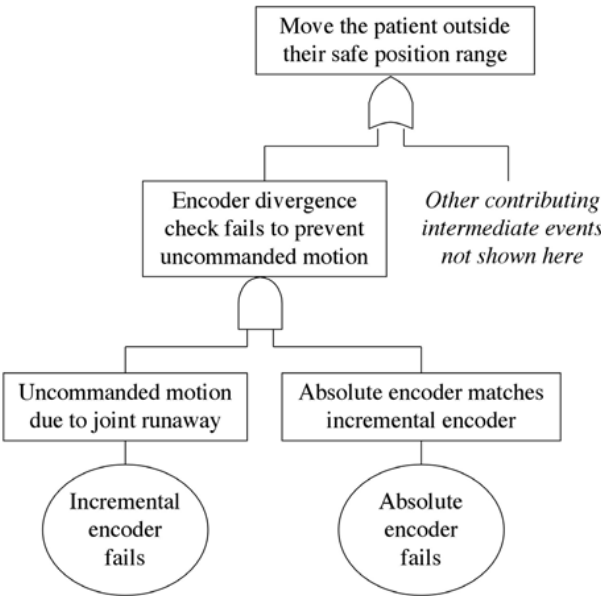 Move the patient outside
their safe position range
Encoder divergence
check fails to prevent
uncommanded motion
Other contributing
intermediate events
not shown here
Uncommanded motion
due to joint runaway
Absolute encoder matches
incremental encoder
Incremental
encoder
fails
Absolute
encoder
fails